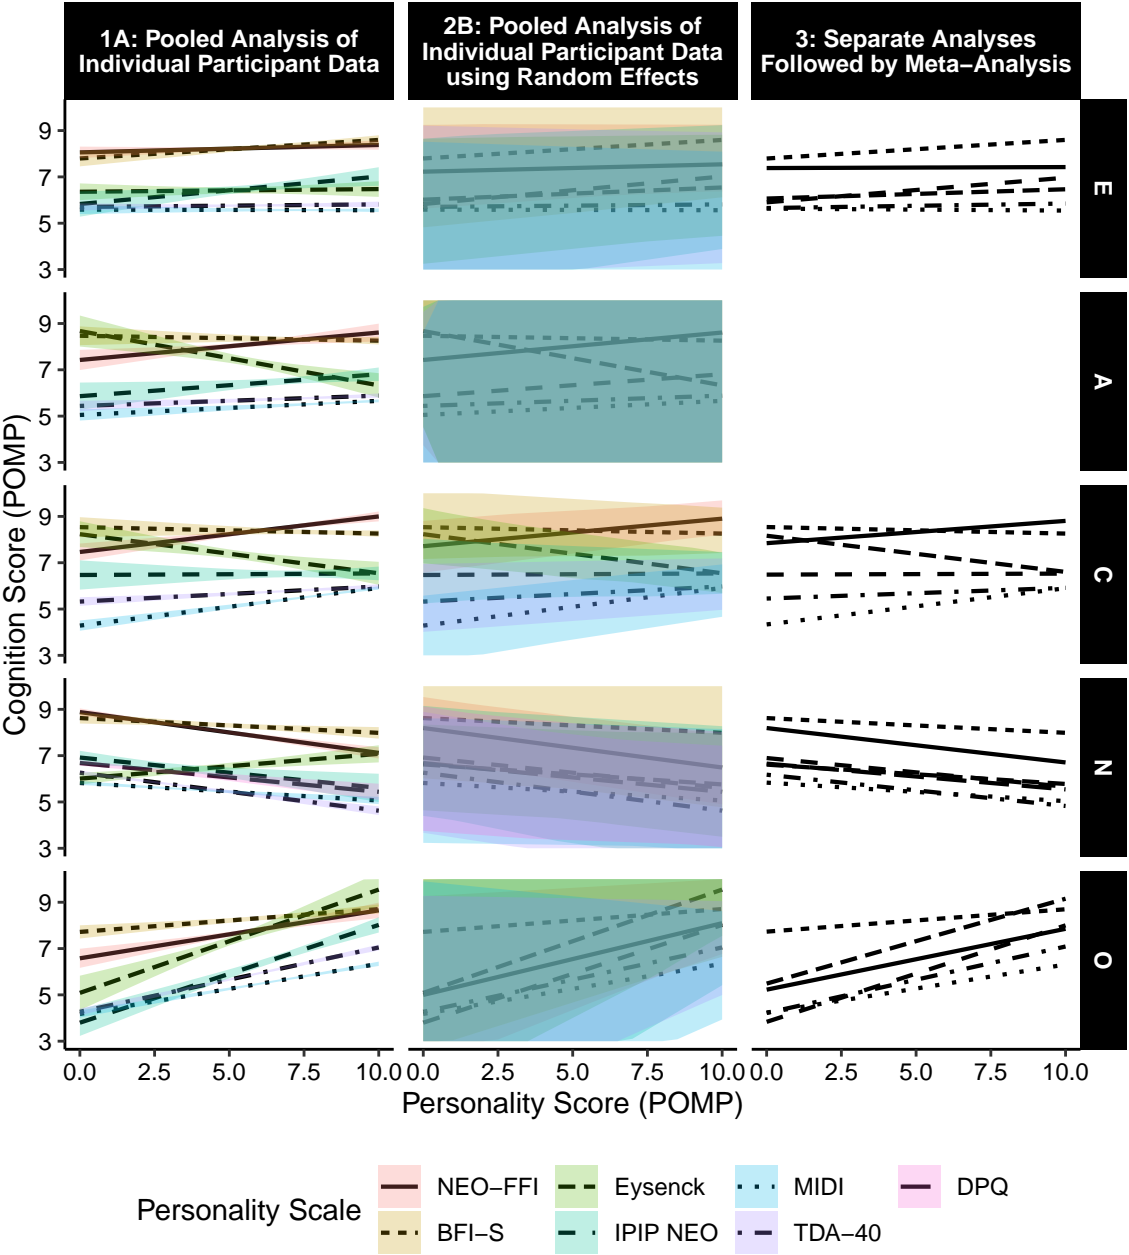 1A: Pooled Analysis of
Individual Participant Data
2B: Pooled Analysis of
Individual Participant Data
using Random Effects
3: Separate Analyses
Followed by Meta−Analysis
Cognition Score (POMP)
9
7
5
3
E
9
7
5
3
A
9
7
5
3
C
9
7
5
3
N
9
7
5
3
O
0.0 2.5 5.0 7.5 10.0 0.0 2.5 5.0 7.5 10.0 0.0 2.5 5.0 7.5 10.0
Personality Score (POMP)
Personality Scale
NEO−FFI Eysenck MIDI DPQ
BFI−S IPIP NEO TDA−40